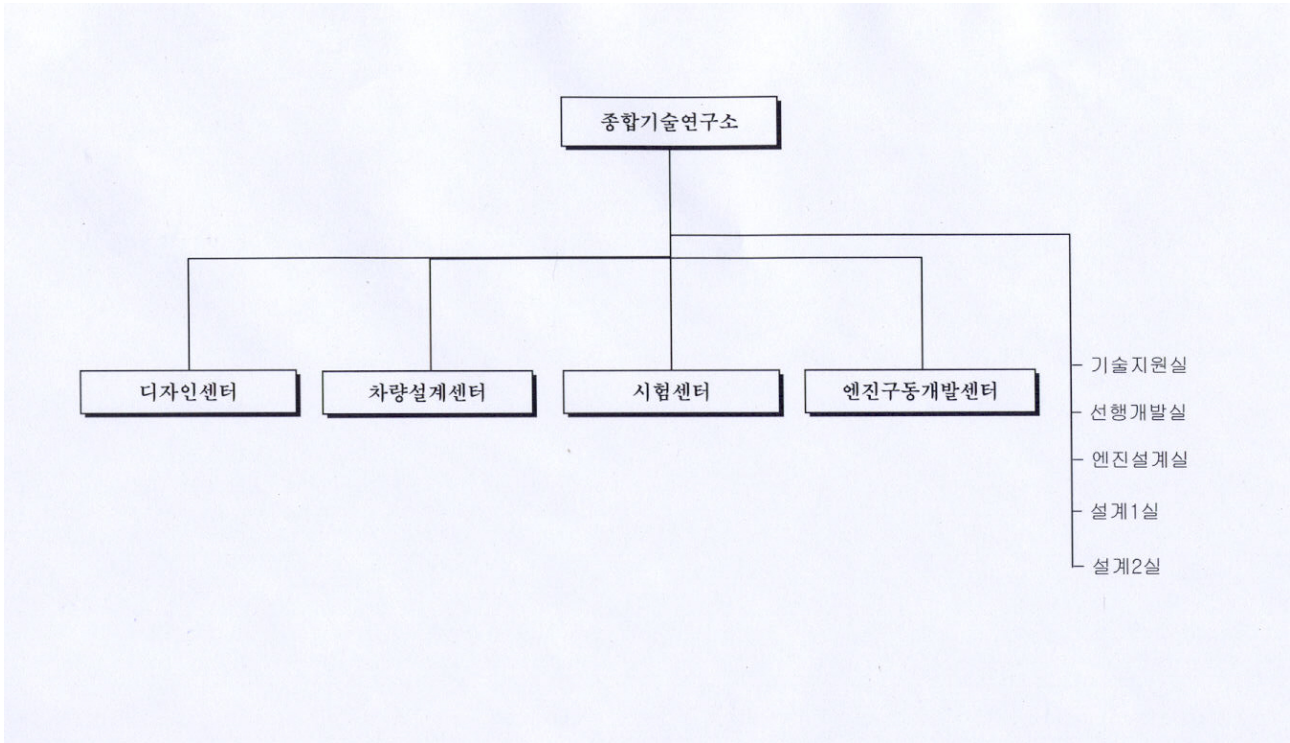 종합기술연구소
디자인센터
차량설계센터
시험센터
엔진구동개발센터
기술지원실
선행개발실
엔진설계실
설계1실
설계2실